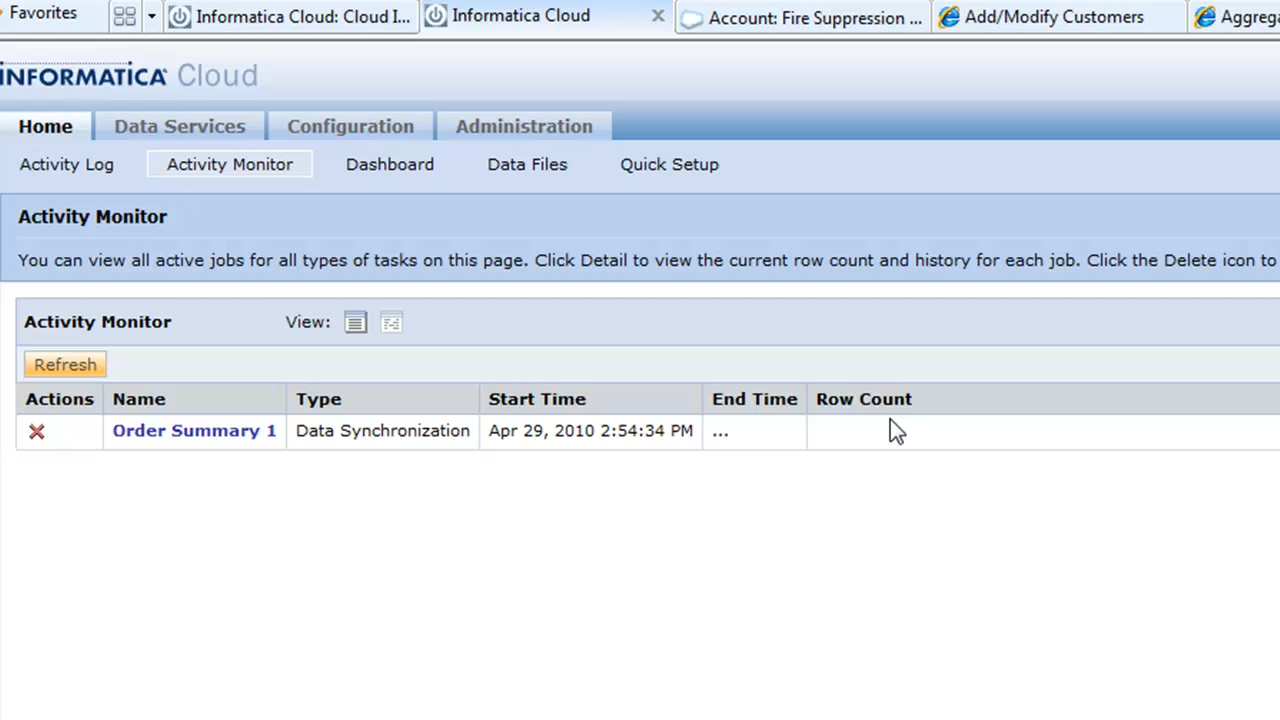 Favorites
Informatica Cloud: Cloud I...
Informatica Cloud
Account: Fire Suppression ...
Add/Modify Customers
Aggrega
INFORMATICA Cloud
Home Data Services Configuration Administration
Activity Log Activity Monitor Dashboard Data Files Quick Setup
Activity Monitor
You can view all active jobs for all types of tasks on this page. Click Detail to view the current row count and history for each job. Click the Delete icon to
Activity Monitor View:
Refresh
Actions Name Type Start Time End Time Row Count
Order Summary 1 Data Synchronization Apr 29, 2010 2:54:34 PM ...